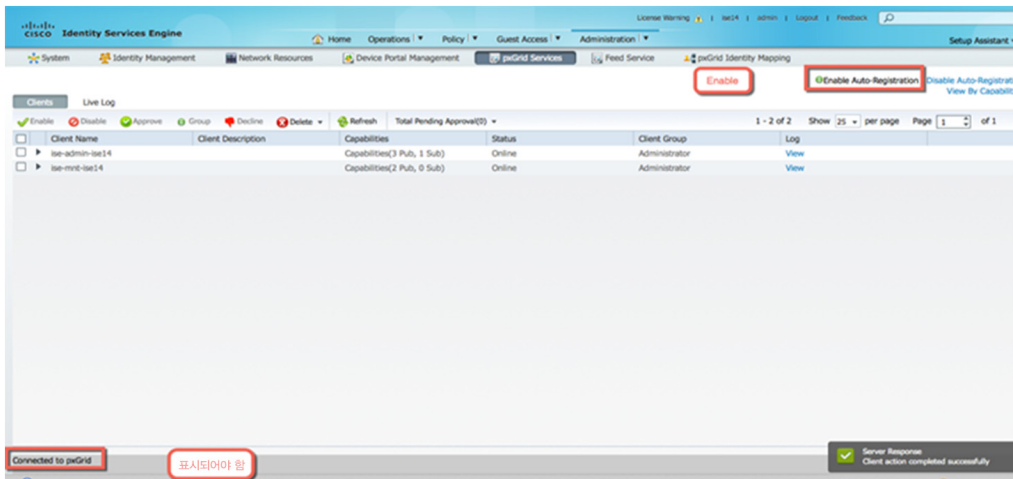 License Warning | ise14 | admin | Logout | Feedback
CISCO Identity Services Engine
Home Operations Policy Guest Access Administration
Setup Assistant
System Identity Management Network Resources Device Portal Management pxGrid Services Feed Service pxGrid Identity Mapping
Enable
Enable Auto-Registration Disable Auto-Registrat
View By Capabilit
Clients Live Log
Enable Disable Approve Group Decline Delete Refresh Total Pending Approval(0)
1 - 2 of 2 Show 25 per page Page 1 of 1
Client Name Client Description Capabilities Status Client Group Log
ise-admin-ise14 Capabilities(3 Pub, 1 Sub) Online Administrator View
ise-mnt-ise14 Capabilities(2 Pub, 0 Sub) Online Administrator View
Connected to pxGrid
표시되어야 함
Server Response
Client action completed successfully